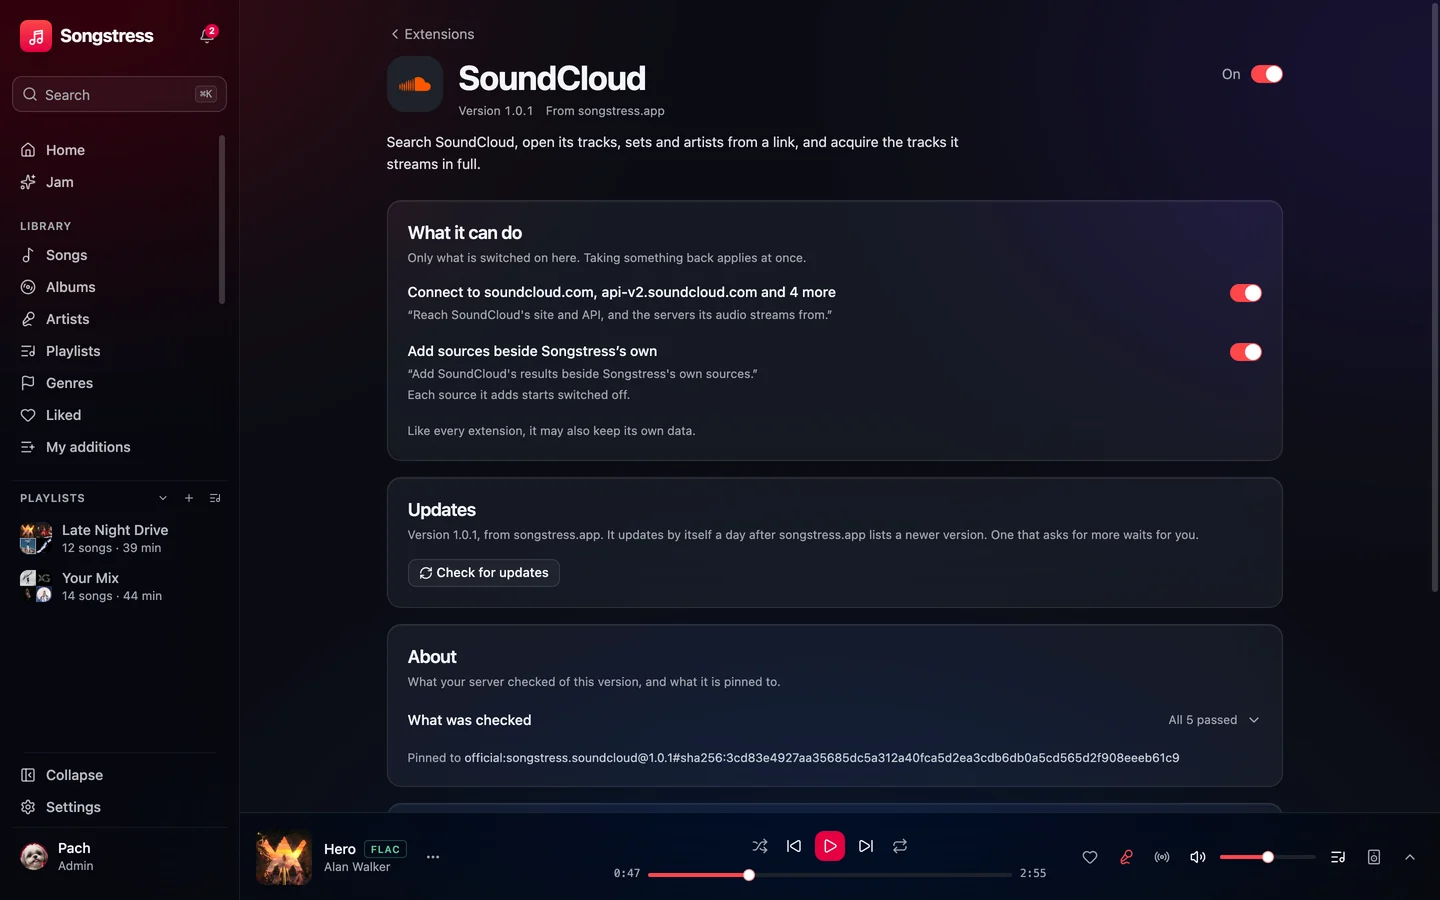 Songstress
2
Search
⌘K
Home
Jam
LIBRARY
Songs
Albums
Artists
Playlists
Genres
Liked
My additions
PLAYLISTS
Late Night Drive
12 songs · 39 min
Your Mix
14 songs · 44 min
Collapse
Settings
Pach
Admin
Extensions
SoundCloud
On
Version 1.0.1 From songstress.app
Search SoundCloud, open its tracks, sets and artists from a link, and acquire the tracks it
streams in full.
What it can do
Only what is switched on here. Taking something back applies at once.
Connect to soundcloud.com, api-v2.soundcloud.com and 4 more
“Reach SoundCloud's site and API, and the servers its audio streams from.”
Add sources beside Songstress’s own
“Add SoundCloud's results beside Songstress's own sources.”
Each source it adds starts switched off.
Like every extension, it may also keep its own data.
Updates
Version 1.0.1, from songstress.app. It updates by itself a day after songstress.app lists a newer version. One that asks for more waits for you.
Check for updates
About
What your server checked of this version, and what it is pinned to.
What was checked
All 5 passed
Pinned to official:songstress.soundcloud@1.0.1#sha256:3cd83e4927aa35685dc5a312a40fca5d2ea3cdb6db0a5cd565d2f908eeeb61c9
Hero FLAC
Alan Walker
0:47
2:55